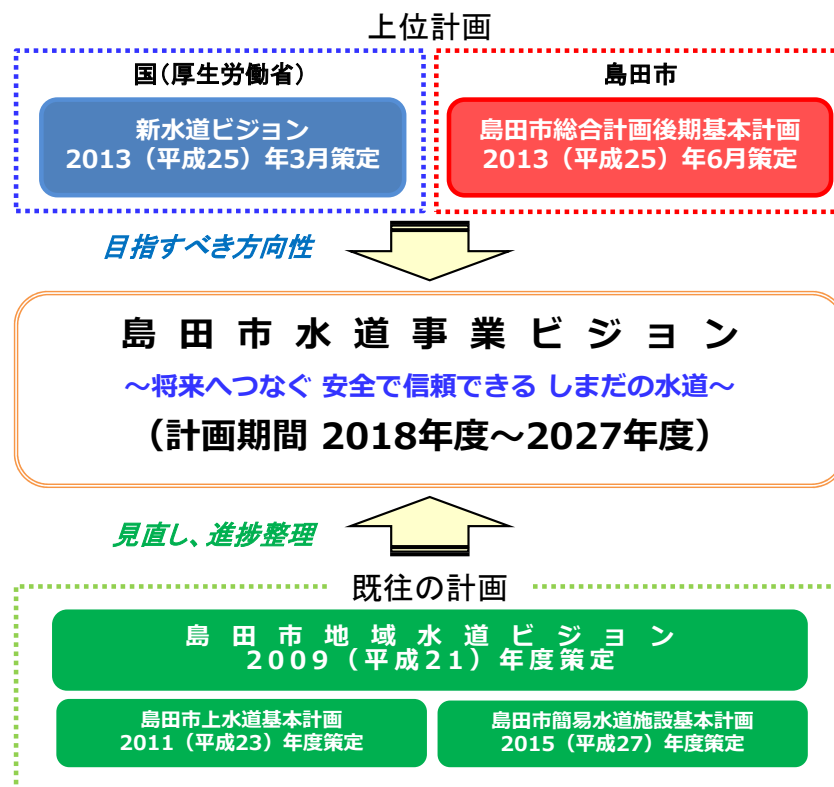 上位計画
国（厚生労働省）
島田市
新水道ビジョン
2013（平成25）年3月策定
島田市総合計画後期基本計画
2013（平成25）年6月策定
目指すべき方向性
島田市水道事業ビジョン
～将来へつなぐ 安全で信頼できる しまだの水道～
（計画期間 2018年度～2027年度）
見直し、進捗整理
既往の計画
島田市地域水道ビジョン
2009（平成21）年度策定
島田市上水道基本計画
2011（平成23）年度策定
島田市簡易水道施設基本計画
2015（平成27）年度策定